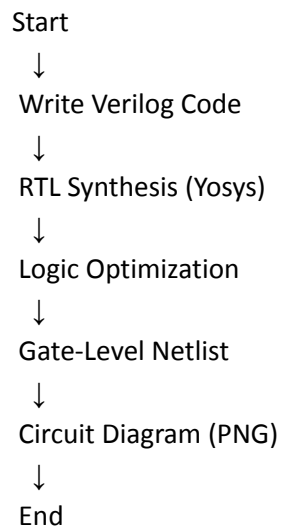 Start
↓
Write Verilog Code
↓
RTL Synthesis (Yosys)
↓
Logic Optimization
↓
Gate-Level Netlist
↓
Circuit Diagram (PNG)
↓
End